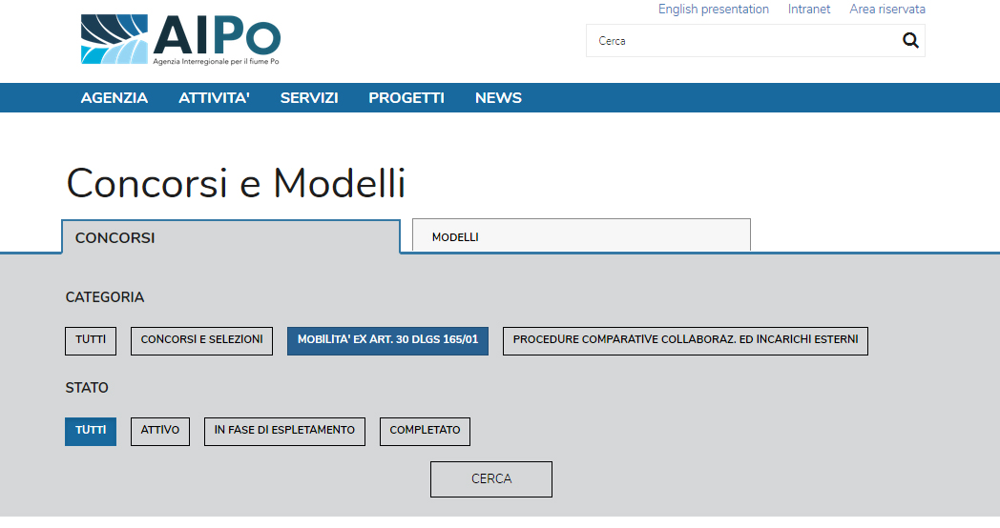 English presentation Intranet Area riservata
AIPo
Agenzia Interregionale per il fiume Po
Cerca
AGENZIA ATTIVITA' SERVIZI PROGETTI NEWS
Concorsi e Modelli
CONCORSI MODELLI
CATEGORIA
TUTTI CONCORSI E SELEZIONI MOBILITA' EX ART. 30 DLGS 165/01 PROCEDURE COMPARATIVE COLLABORAZ. ED INCARICHI ESTERNI
STATO
TUTTI ATTIVO IN FASE DI ESPLETAMENTO COMPLETATO
CERCA